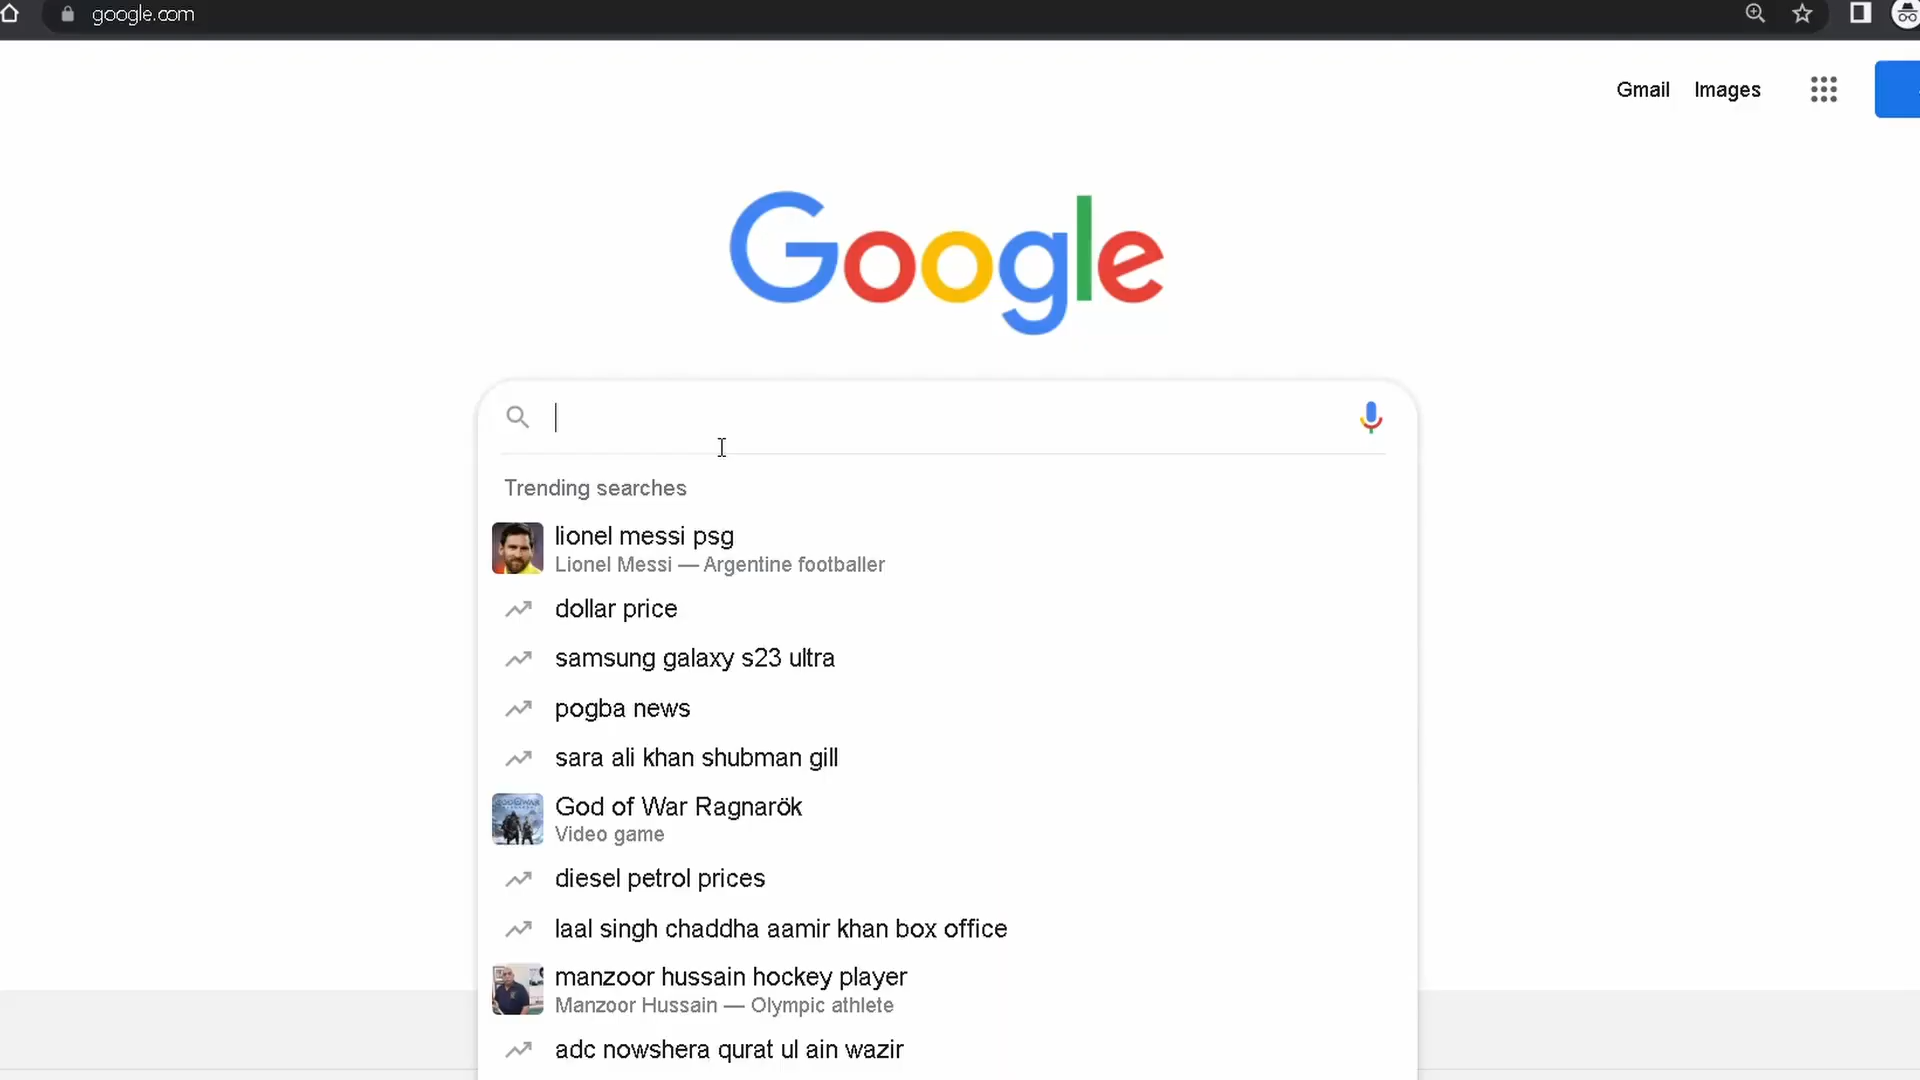 google.com
Gmail Images
Google
Trending searches
lionel messi psg
Lionel Messi — Argentine footballer
dollar price
samsung galaxy s23 ultra
pogba news
sara ali khan shubman gill
God of War Ragnarök
Video game
diesel petrol prices
laal singh chaddha aamir khan box office
manzoor hussain hockey player
Manzoor Hussain — Olympic athlete
adc nowshera qurat ul ain wazir